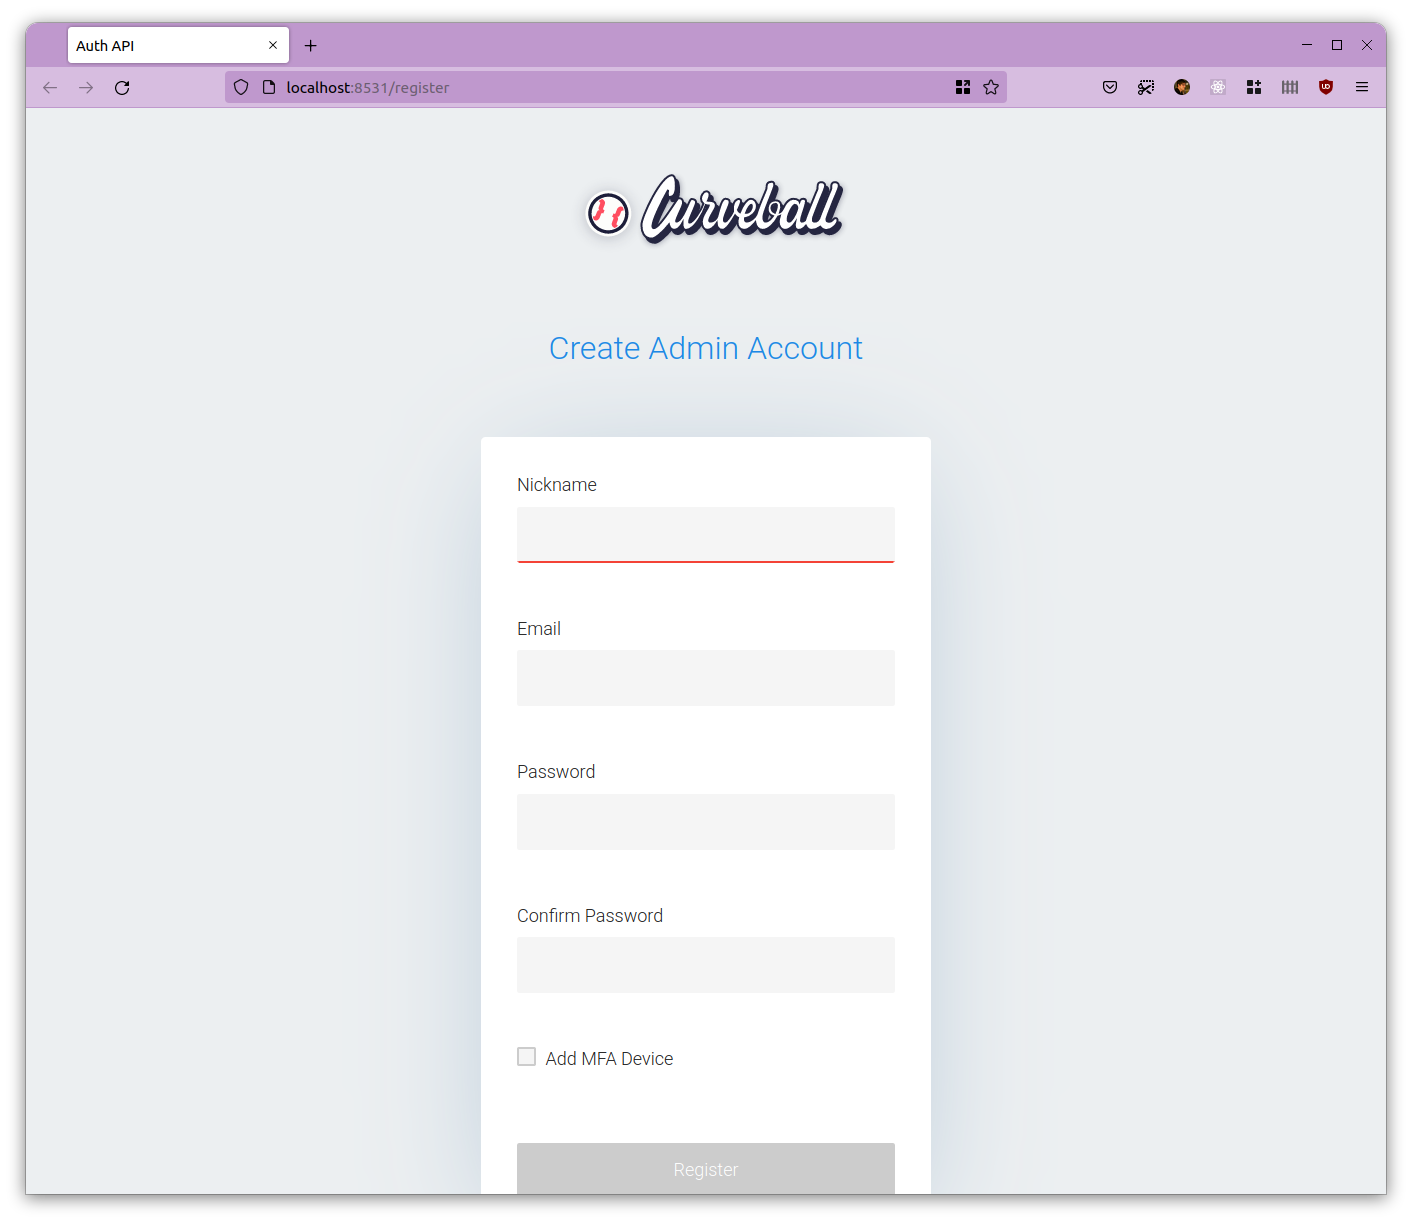 Auth API
localhost:8531/register
Curveball
Create Admin Account
Nickname
Email
Password
Confirm Password
Add MFA Device
Register